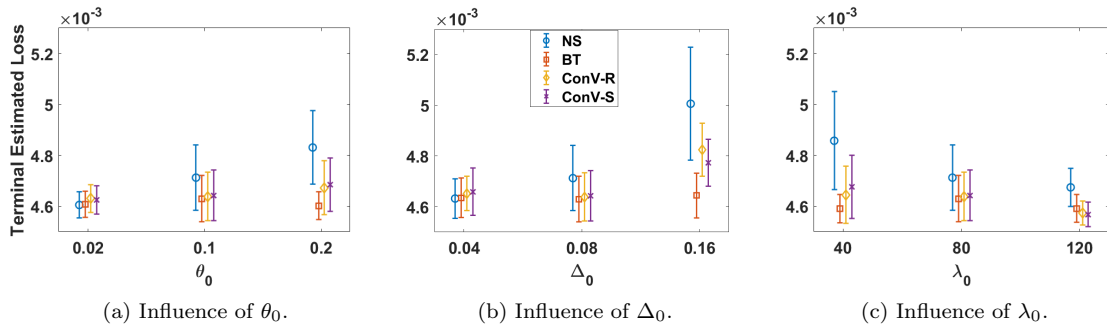 ×10⁻³
5.2
5
4.8
4.6
Terminal Estimated Loss
0.02
0.1
0.2
θ₀
(a) Influence of θ₀.
×10⁻³
5.2
5
4.8
4.6
NS
BT
ConV-R
ConV-S
0.04
0.08
0.16
Δ₀
(b) Influence of Δ₀.
×10⁻³
5.2
5
4.8
4.6
40
80
120
λ₀
(c) Influence of λ₀.